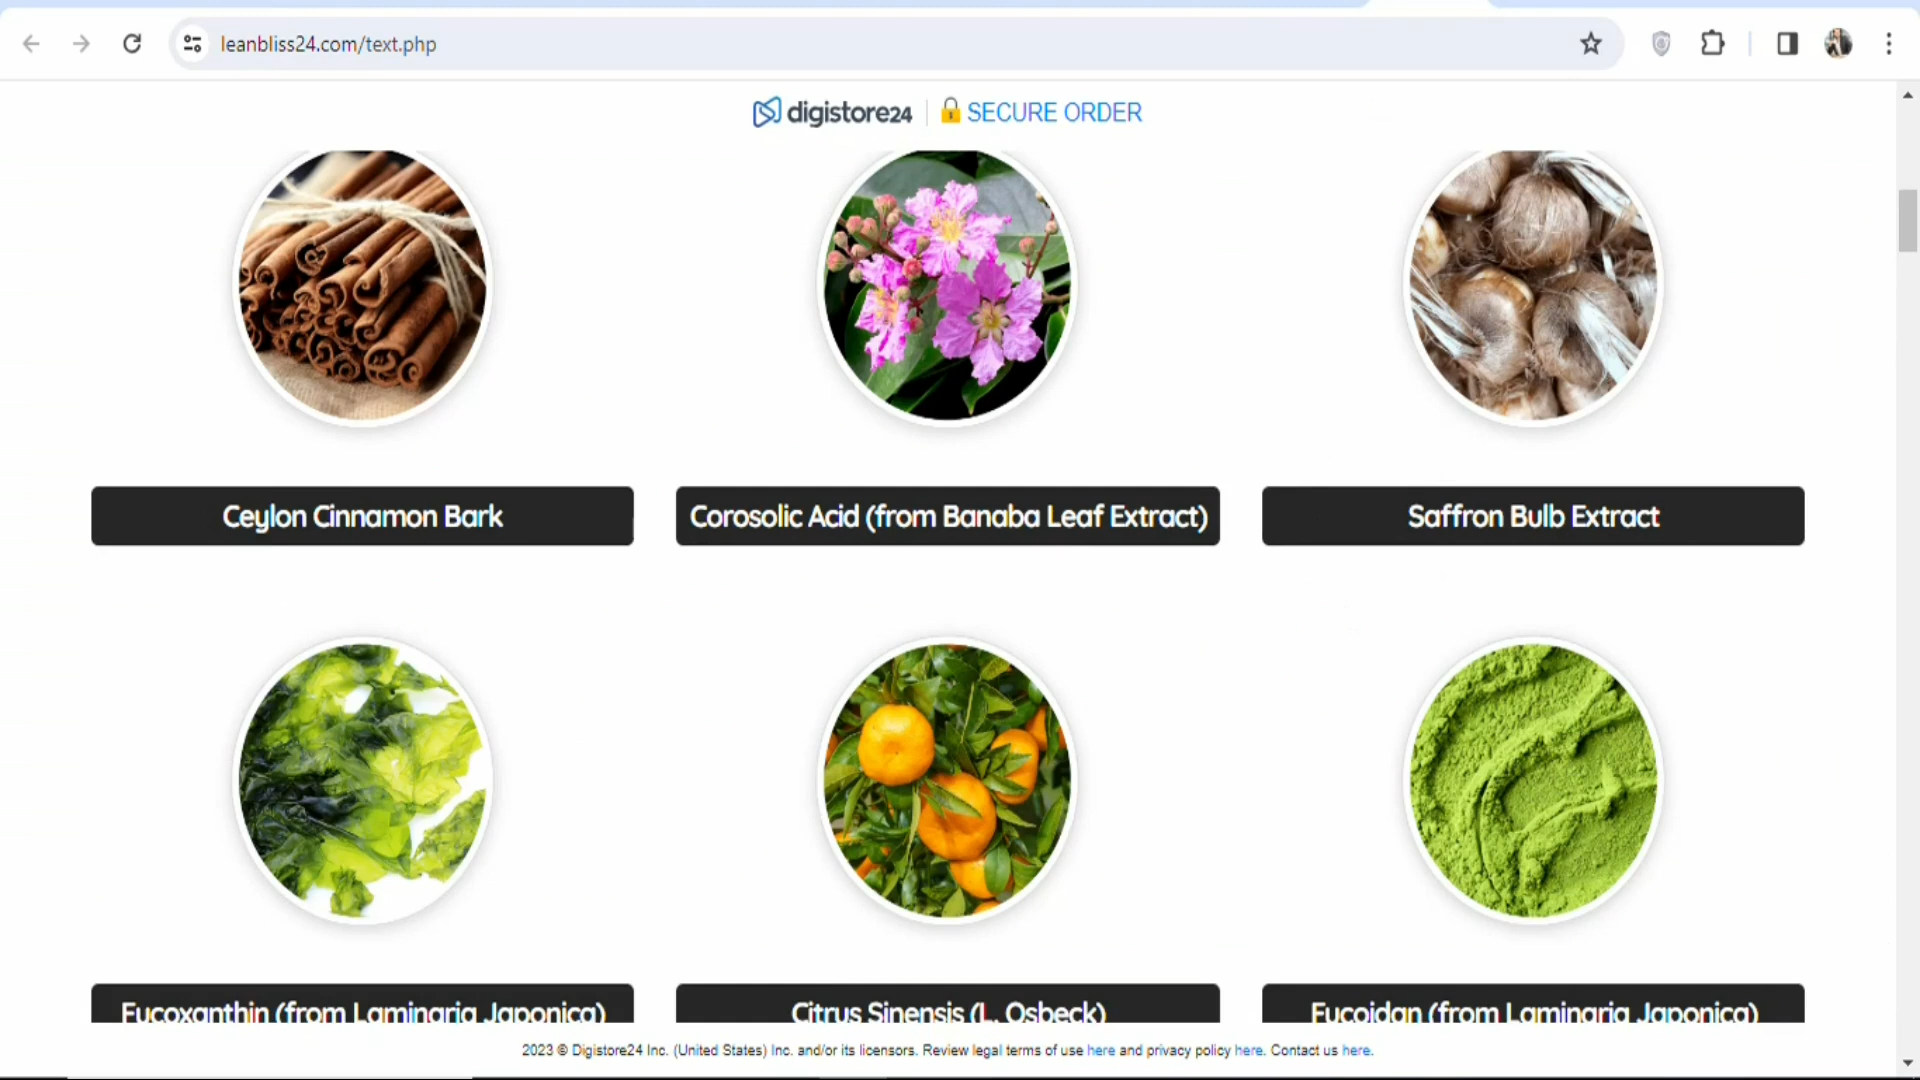 leanbliss24.com/text.php
digistore24 SECURE ORDER
Ceylon Cinnamon Bark
Corosolic Acid (from Banaba Leaf Extract)
Saffron Bulb Extract
Fucoxanthin (from Laminaria Japonica)
Citrus Sinensis (L. Osbeck)
Fucoidan (from Laminaria Japonica)
2023 © Digistore24 Inc. (United States) Inc. and/or its licensors. Review legal terms of use here and privacy policy here. Contact us here.